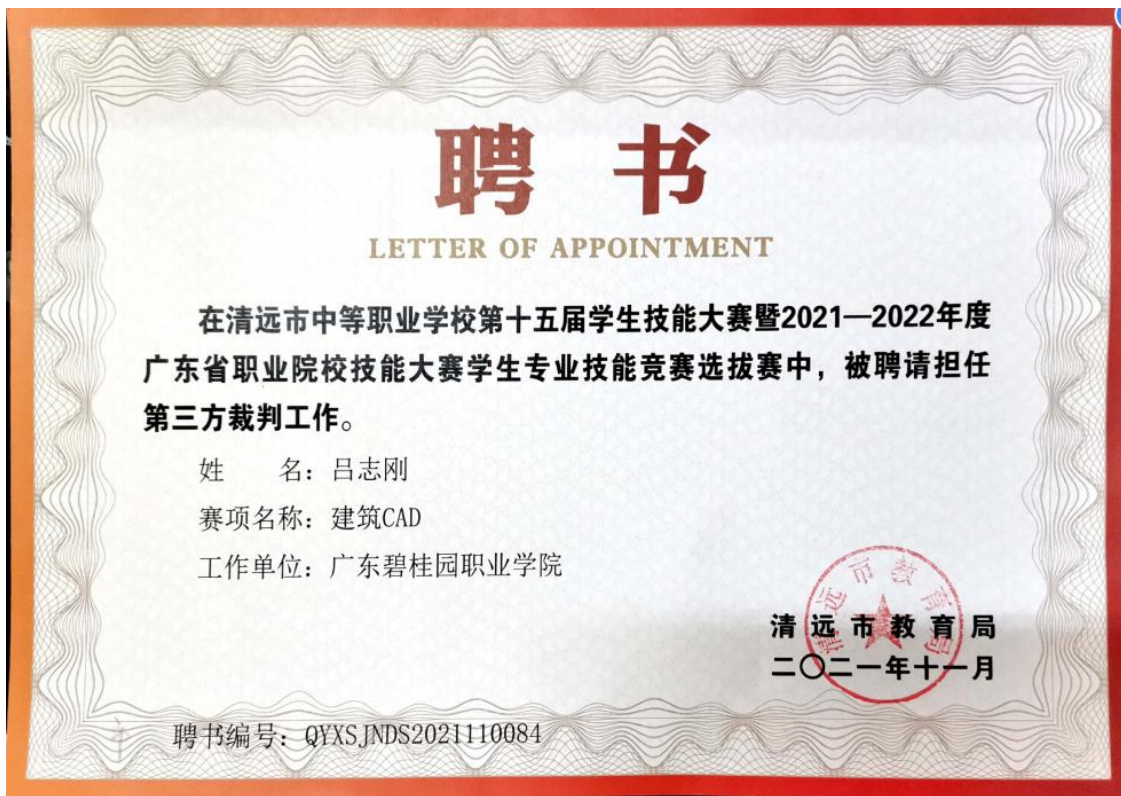 聘 书
LETTER OF APPOINTMENT
在清远市中等职业学校第十五届学生技能大赛暨2021—2022年度
广东省职业院校技能大赛学生专业技能竞赛选拔赛中，被聘请担任
第三方裁判工作。
姓 名：吕志刚
赛项名称：建筑CAD
工作单位：广东碧桂园职业学院
清远市教育局
清远市教育局
二〇二一年十一月
聘书编号：QYXSJNDS2021110084